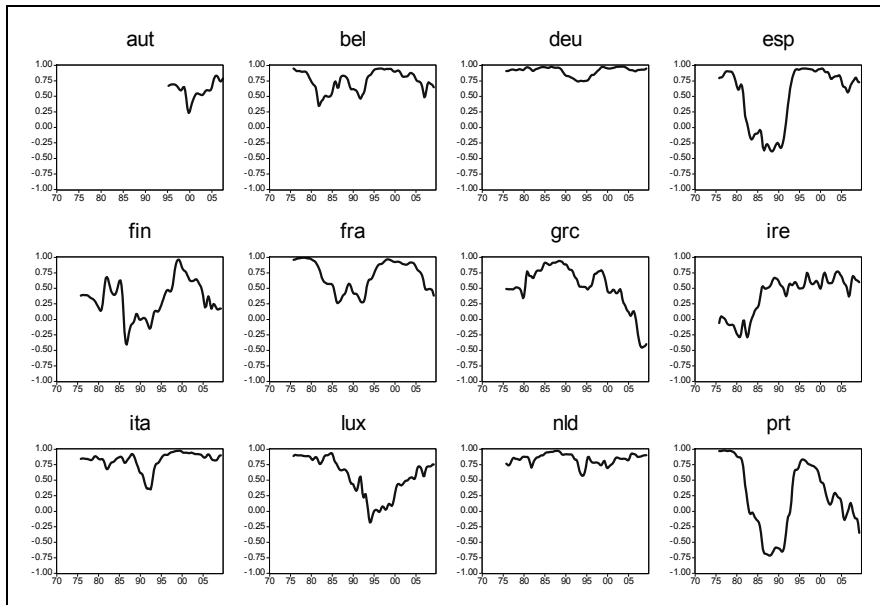 aut bel deu esp
1.00 1.00 1.00 1.00
0.75 0.75 0.75 0.75
0.50 0.50 0.50 0.50
0.25 0.25 0.25 0.25
0.00 0.00 0.00 0.00
-0.25 -0.25 -0.25 -0.25
-0.50 -0.50 -0.50 -0.50
-0.75 -0.75 -0.75 -0.75
-1.00 -1.00 -1.00 -1.00
70 75 80 85 90 95 00 05 70 75 80 85 90 95 00 05 70 75 80 85 90 95 00 05 70 75 80 85 90 95 00 05
fin fra grc ire
1.00 1.00 1.00 1.00
0.75 0.75 0.75 0.75
0.50 0.50 0.50 0.50
0.25 0.25 0.25 0.25
0.00 0.00 0.00 0.00
-0.25 -0.25 -0.25 -0.25
-0.50 -0.50 -0.50 -0.50
-0.75 -0.75 -0.75 -0.75
-1.00 -1.00 -1.00 -1.00
70 75 80 85 90 95 00 05 70 75 80 85 90 95 00 05 70 75 80 85 90 95 00 05 70 75 80 85 90 95 00 05
ita lux nld prt
1.00 1.00 1.00 1.00
0.75 0.75 0.75 0.75
0.50 0.50 0.50 0.50
0.25 0.25 0.25 0.25
0.00 0.00 0.00 0.00
-0.25 -0.25 -0.25 -0.25
-0.50 -0.50 -0.50 -0.50
-0.75 -0.75 -0.75 -0.75
-1.00 -1.00 -1.00 -1.00
70 75 80 85 90 95 00 05 70 75 80 85 90 95 00 05 70 75 80 85 90 95 00 05 70 75 80 85 90 95 00 05